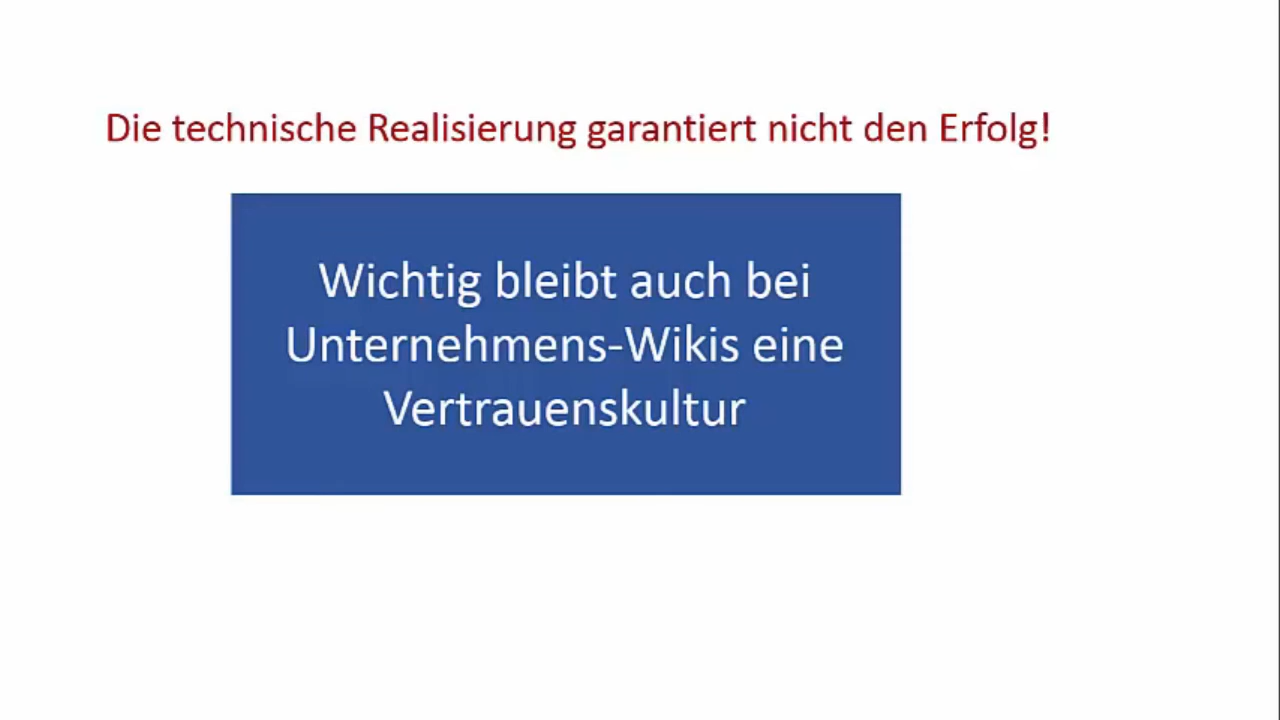 Die technische Realisierung garantiert nicht den Erfolg!
Wichtig bleibt auch bei
Unternehmens-Wikis eine
Vertrauenskultur